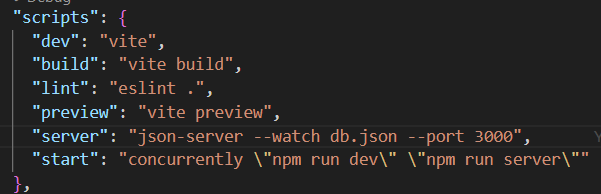 Debug
"scripts": {
"dev": "vite",
"build": "vite build",
"lint": "eslint .",
"preview": "vite preview",
"server": "json-server --watch db.json --port 3000",
"start": "concurrently \"npm run dev\" \"npm run server\""
},